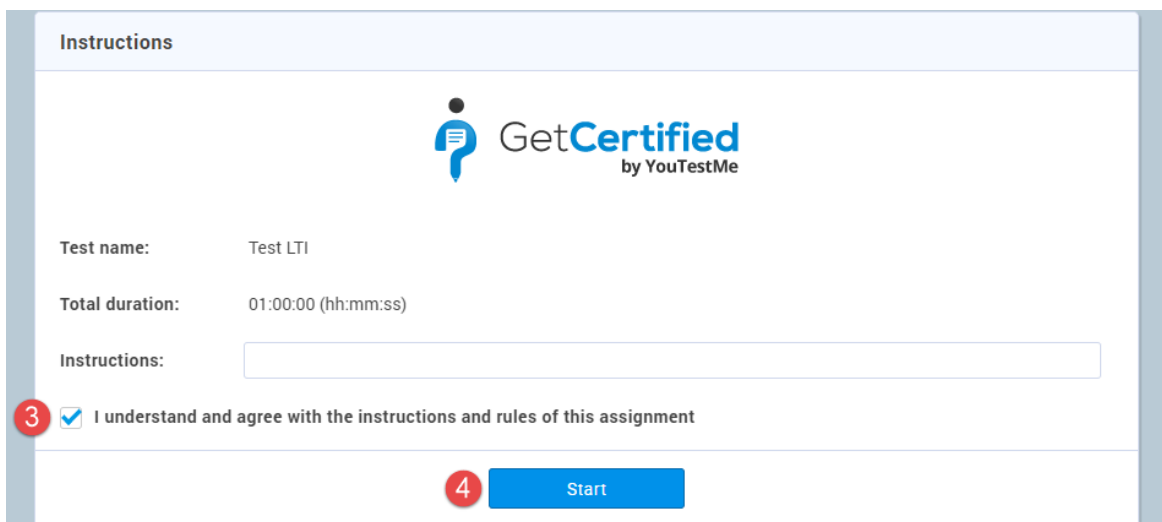 Instructions
GetCertified
by YouTestMe
Test name: Test LTI
Total duration: 01:00:00 (hh:mm:ss)
Instructions:
3 I understand and agree with the instructions and rules of this assignment
4 Start